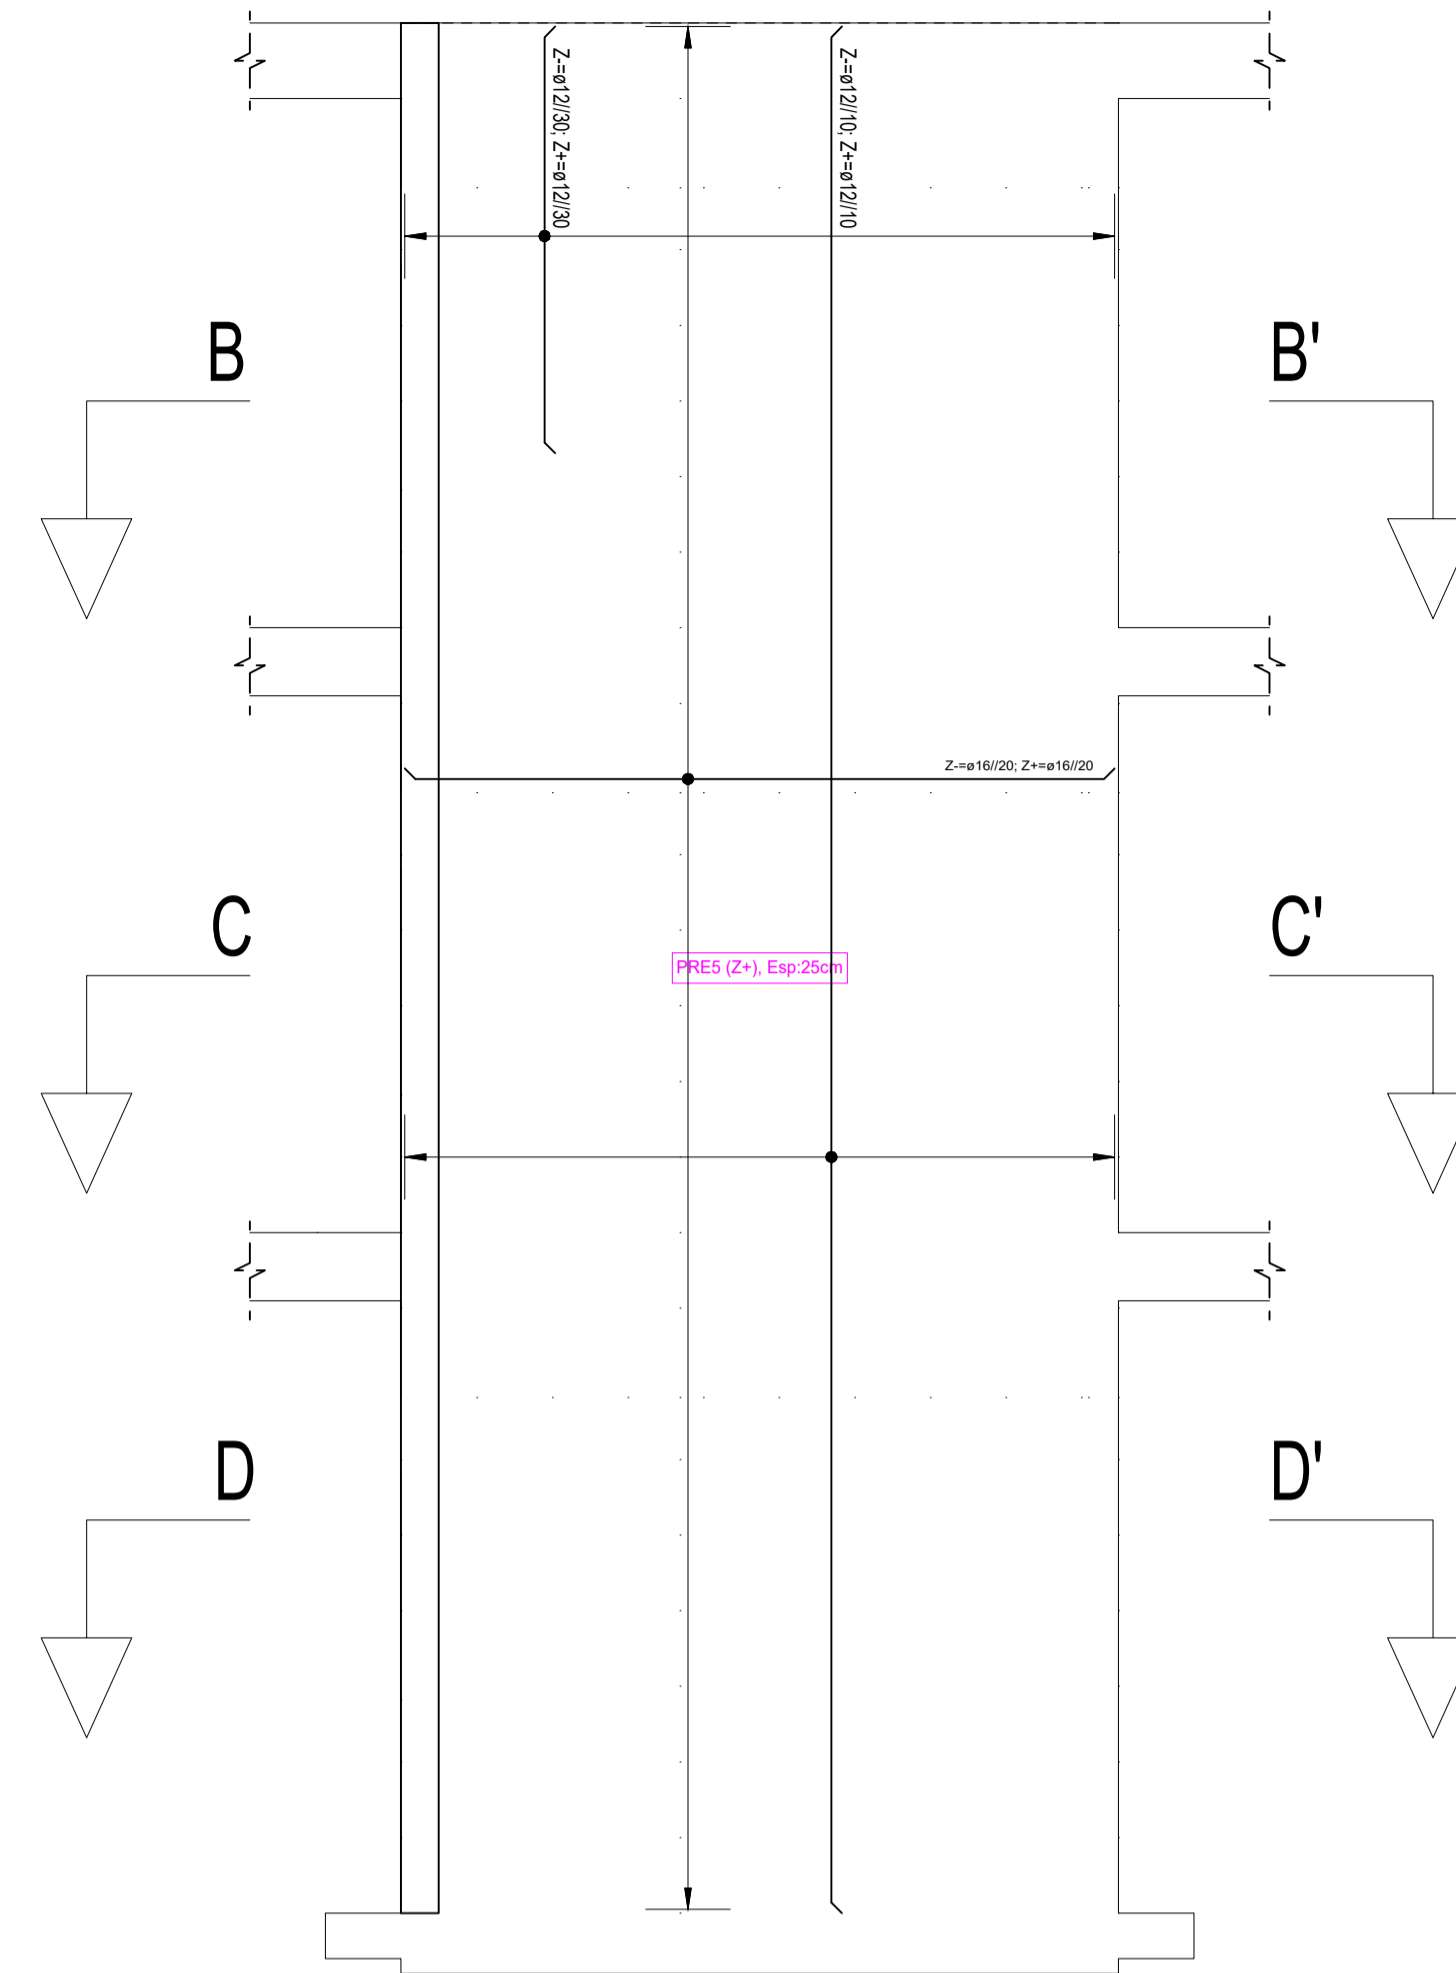 Z-=ø12//30; Z+=ø12//30
Z-=ø12//10; Z+=ø12//10
B
B'
Z-=ø16//20; Z+=ø16//20
C
C'
PRE5 (Z+), Esp:25cm
D
D'